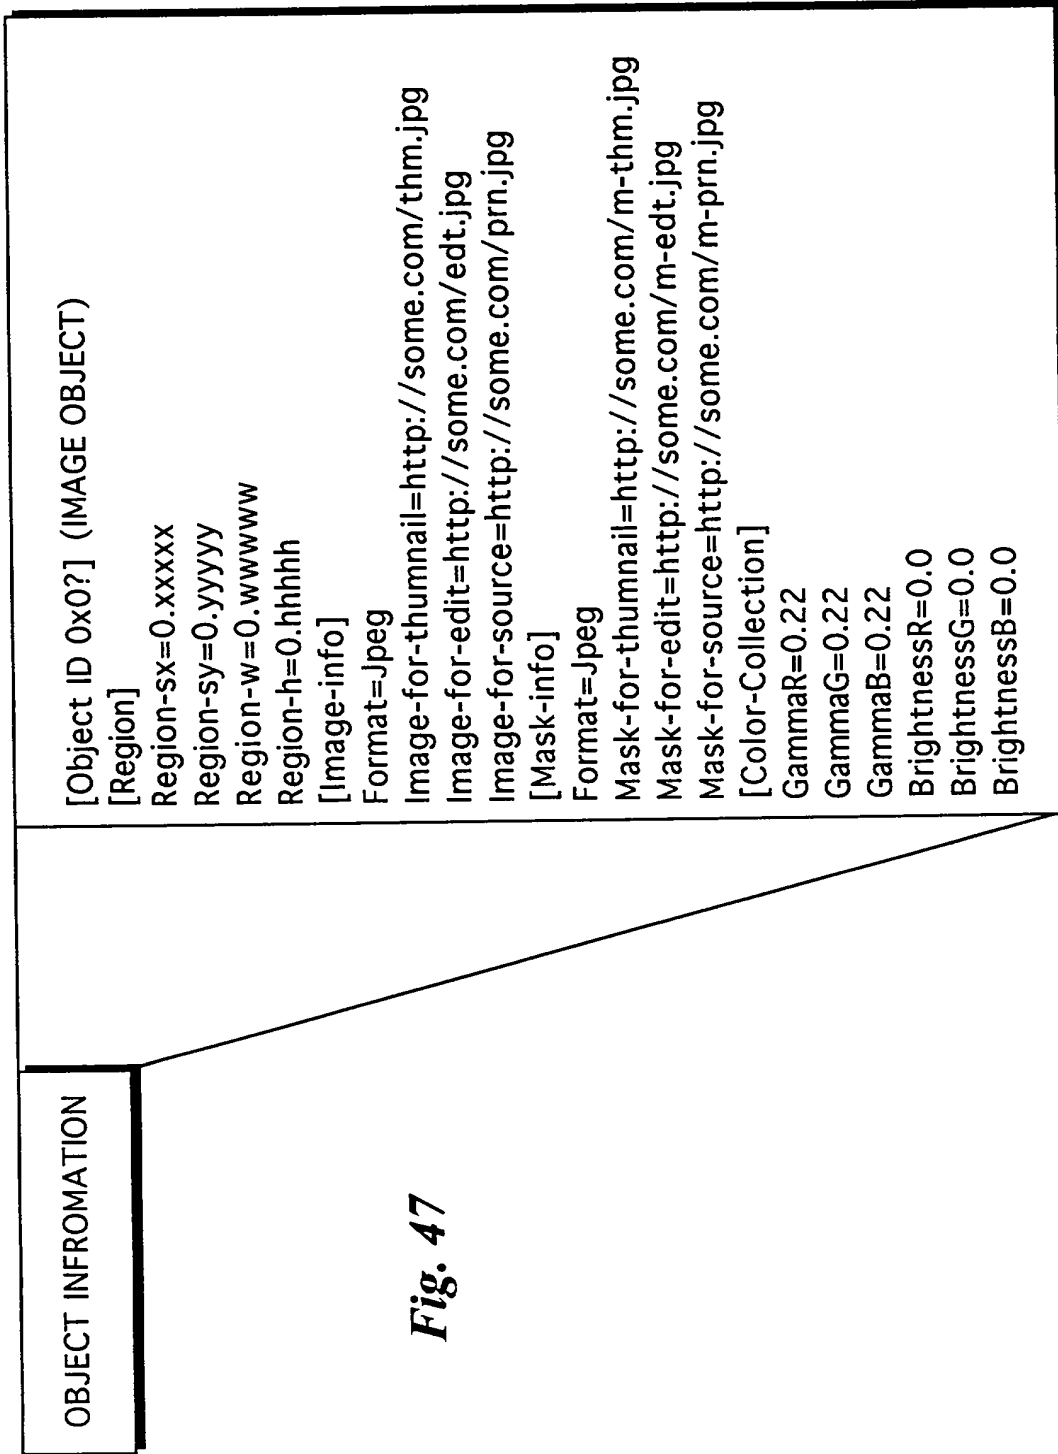 OBJECT INFROMATION
[Object ID 0x0?] (IMAGE OBJECT)
[Region]
Region-sx=0.xxxxx
Region-sy=0.yyyyy
Region-w=0.wwwww
Region-h=0.hhhhh
[Image-info]
Format=Jpeg
Image-for-thumnail=http://some.com/thm.jpg
Image-for-edit=http://some.com/edt.jpg
Image-for-source=http://some.com/prn.jpg
[Mask-info]
Format=Jpeg
Mask-for-thumnail=http://some.com/m-thm.jpg
Mask-for-edit=http://some.com/m-edt.jpg
Mask-for-source=http://some.com/m-prn.jpg
[Color-Collection]
GammaR=0.22
GammaG=0.22
GammaB=0.22
BrightnessR=0.0
BrightnessG=0.0
BrightnessB=0.0
Fig. 47